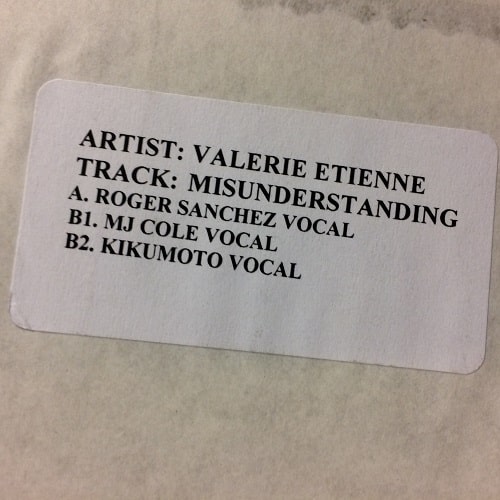 ARTIST: VALERIE ETIENNE
TRACK: MISUNDERSTANDING
A. ROGER SANCHEZ VOCAL
B1. MJ COLE VOCAL
B2. KIKUMOTO VOCAL